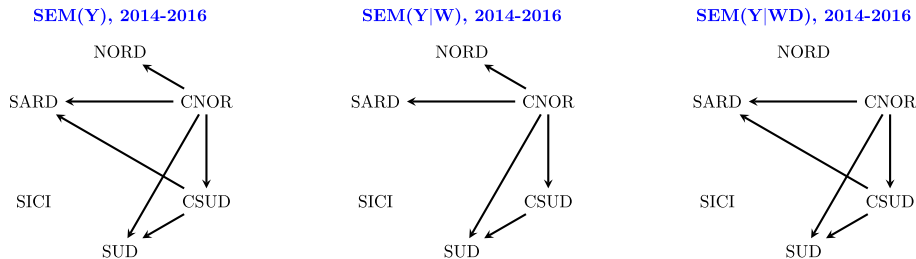 SEM(Y), 2014-2016
NORD
SARD
CNOR
SICI
CSUD
SUD
SEM(Y|W), 2014-2016
NORD
SARD
CNOR
SICI
CSUD
SUD
SEM(Y|WD), 2014-2016
NORD
SARD
CNOR
SICI
CSUD
SUD